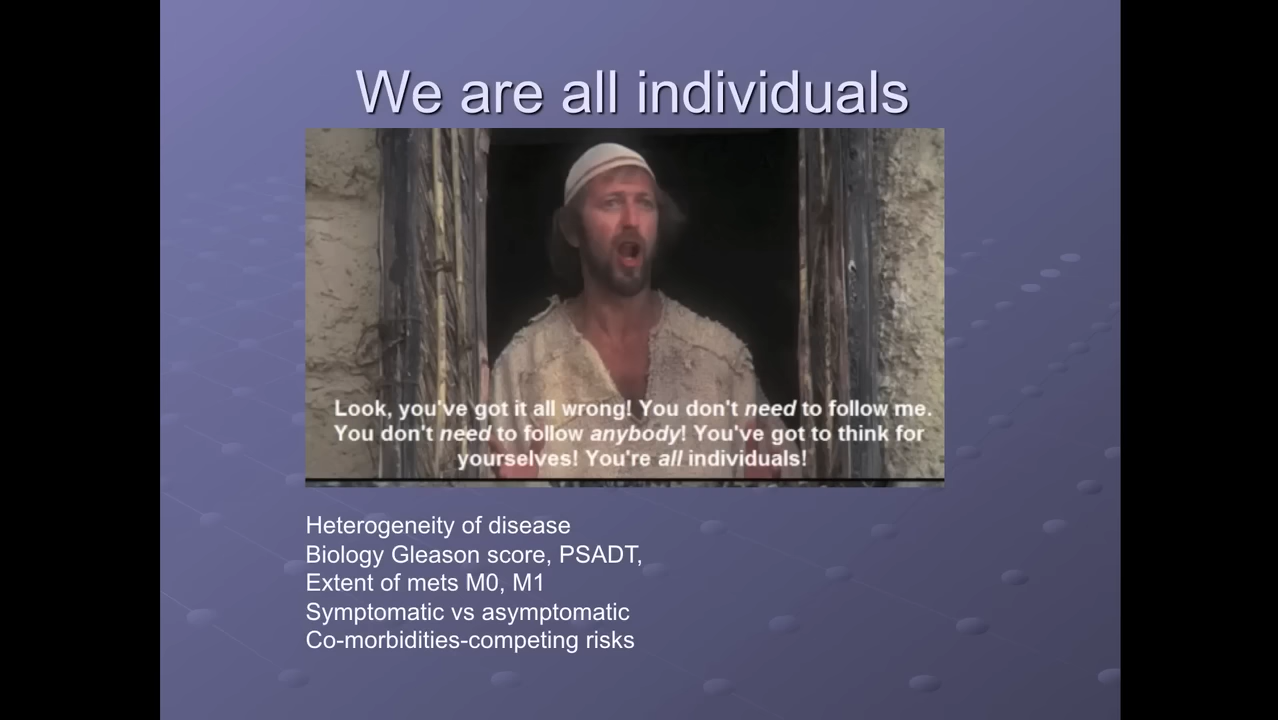 We are all individuals
Look, you've got it all wrong! You don't need to follow me.
You don't need to follow anybody! You've got to think for
yourselves! You're all individuals!
Heterogeneity of disease
Biology Gleason score, PSADT,
Extent of mets M0, M1
Symptomatic vs asymptomatic
Co-morbidities-competing risks